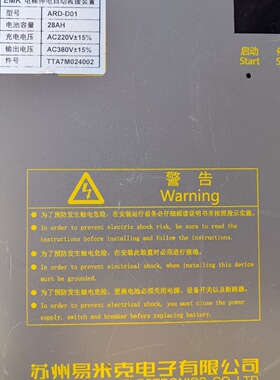 EMK 电梯停电自动救援装置
型号 ARD-D01
电池容量 28AH
充电电压 AC220V±15%
输出电压 AC380V±15%
件号 TTA7M024002
启动
Start
停
S
警告
Warning
● 为了预防发生触电危险，在安装运行前务必仔细阅读说明书并按照指示实施。
● In order to prevent electric shock risk, be sure to read the
instructions before installing and follow the instructions.
● 为了预防发生触电危险，在安装此装置时必须进行接地。
● In order to prevent electrical shock, when installing this device
must be grounded.
● 为了预防发生触电危险，更换电池必须关闭电源、设备开关以及断路器。
● In order to prevent electrical shock, you must close the power
supply, switch and breaker before replacing battery.
苏州易米克电子有限公司
ELECTRONICS CO., LTD